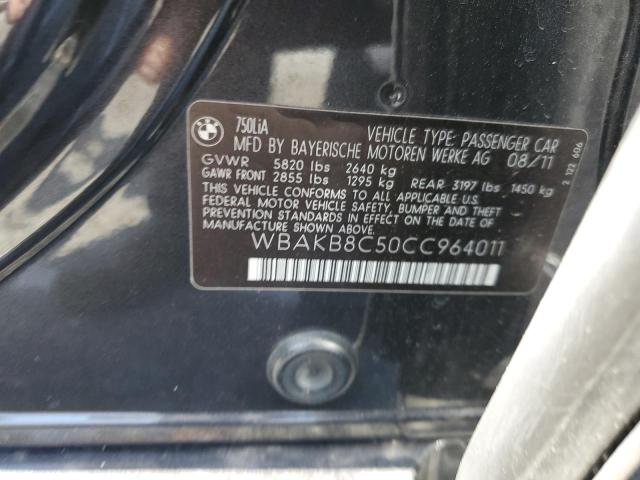 BMW
750LiA
VEHICLE TYPE: PASSENGER CAR
MFD BY BAYERISCHE MOTOREN WERKE AG 08/11
GVWR 5820 lbs 2640 kg
GAWR FRONT 2855 lbs 1295 kg REAR 3197 lbs 1450 kg
THIS VEHICLE CONFORMS TO ALL APPLICABLE U.S.
FEDERAL MOTOR VEHICLE SAFETY, BUMPER AND THEFT
PREVENTION STANDARDS IN EFFECT ON THE DATE OF
MANUFACTURE SHOWN ABOVE.
WBAKB8C50CC964011
2 122 606